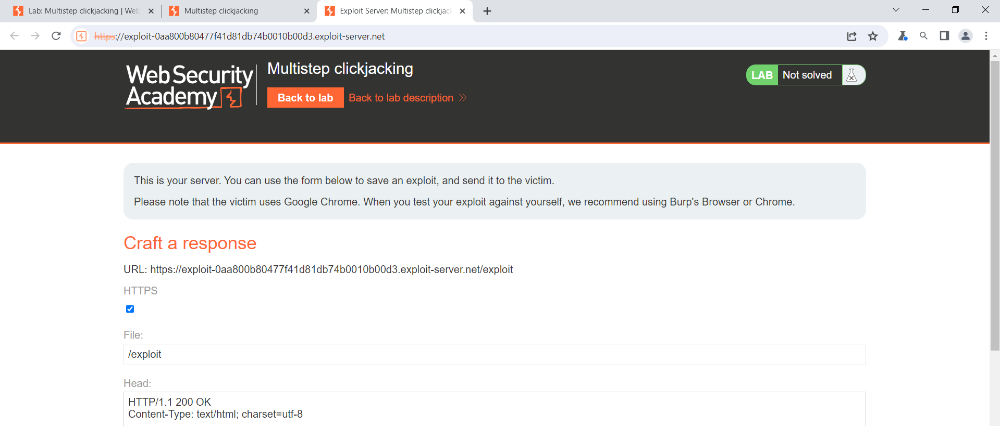 Lab: Multistep clickjacking | Web
Multistep clickjacking
Exploit Server: Multistep clickjac
https://exploit-0aa800b80477f41d81db74b0010b00d3.exploit-server.net
Web Security
Academy
Multistep clickjacking
Back to lab
Back to lab description
LAB
Not solved
This is your server. You can use the form below to save an exploit, and send it to the victim.
Please note that the victim uses Google Chrome. When you test your exploit against yourself, we recommend using Burp's Browser or Chrome.
Craft a response
URL: https://exploit-0aa800b80477f41d81db74b0010b00d3.exploit-server.net/exploit
HTTPS
File:
/exploit
Head:
HTTP/1.1 200 OK
Content-Type: text/html; charset=utf-8